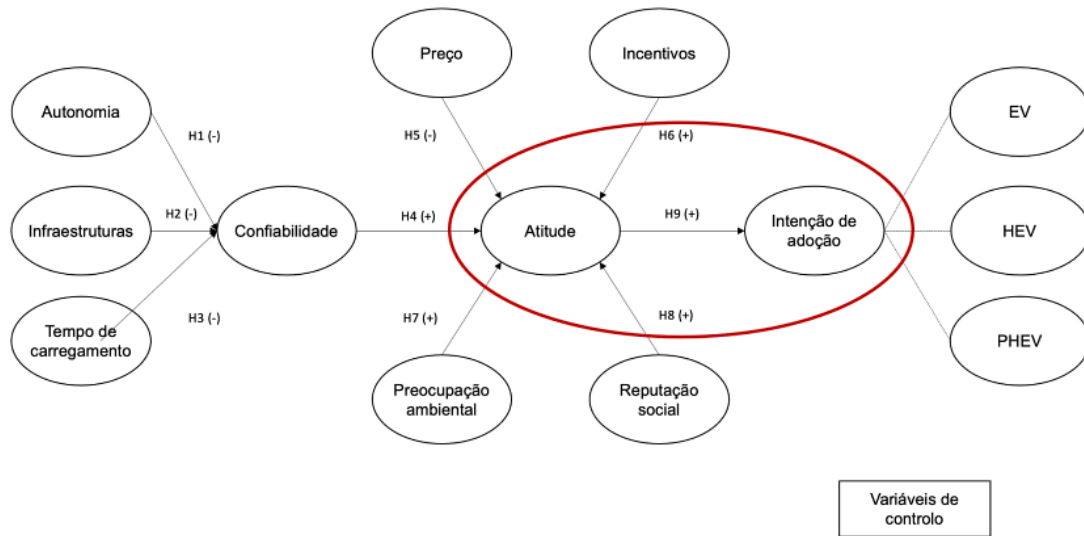 Preço
Incentivos
Autonomia
EV
H1 (-)
H5 (-)
H6 (+)
Infraestruturas
H2 (-)
Confiabilidade
H4 (+)
Atitude
H9 (+)
Intenção de
adoção
HEV
Tempo de
carregamento
H3 (-)
H7 (+)
H8 (+)
PHEV
Preocupação
ambiental
Reputação
social
Variáveis de
controlo